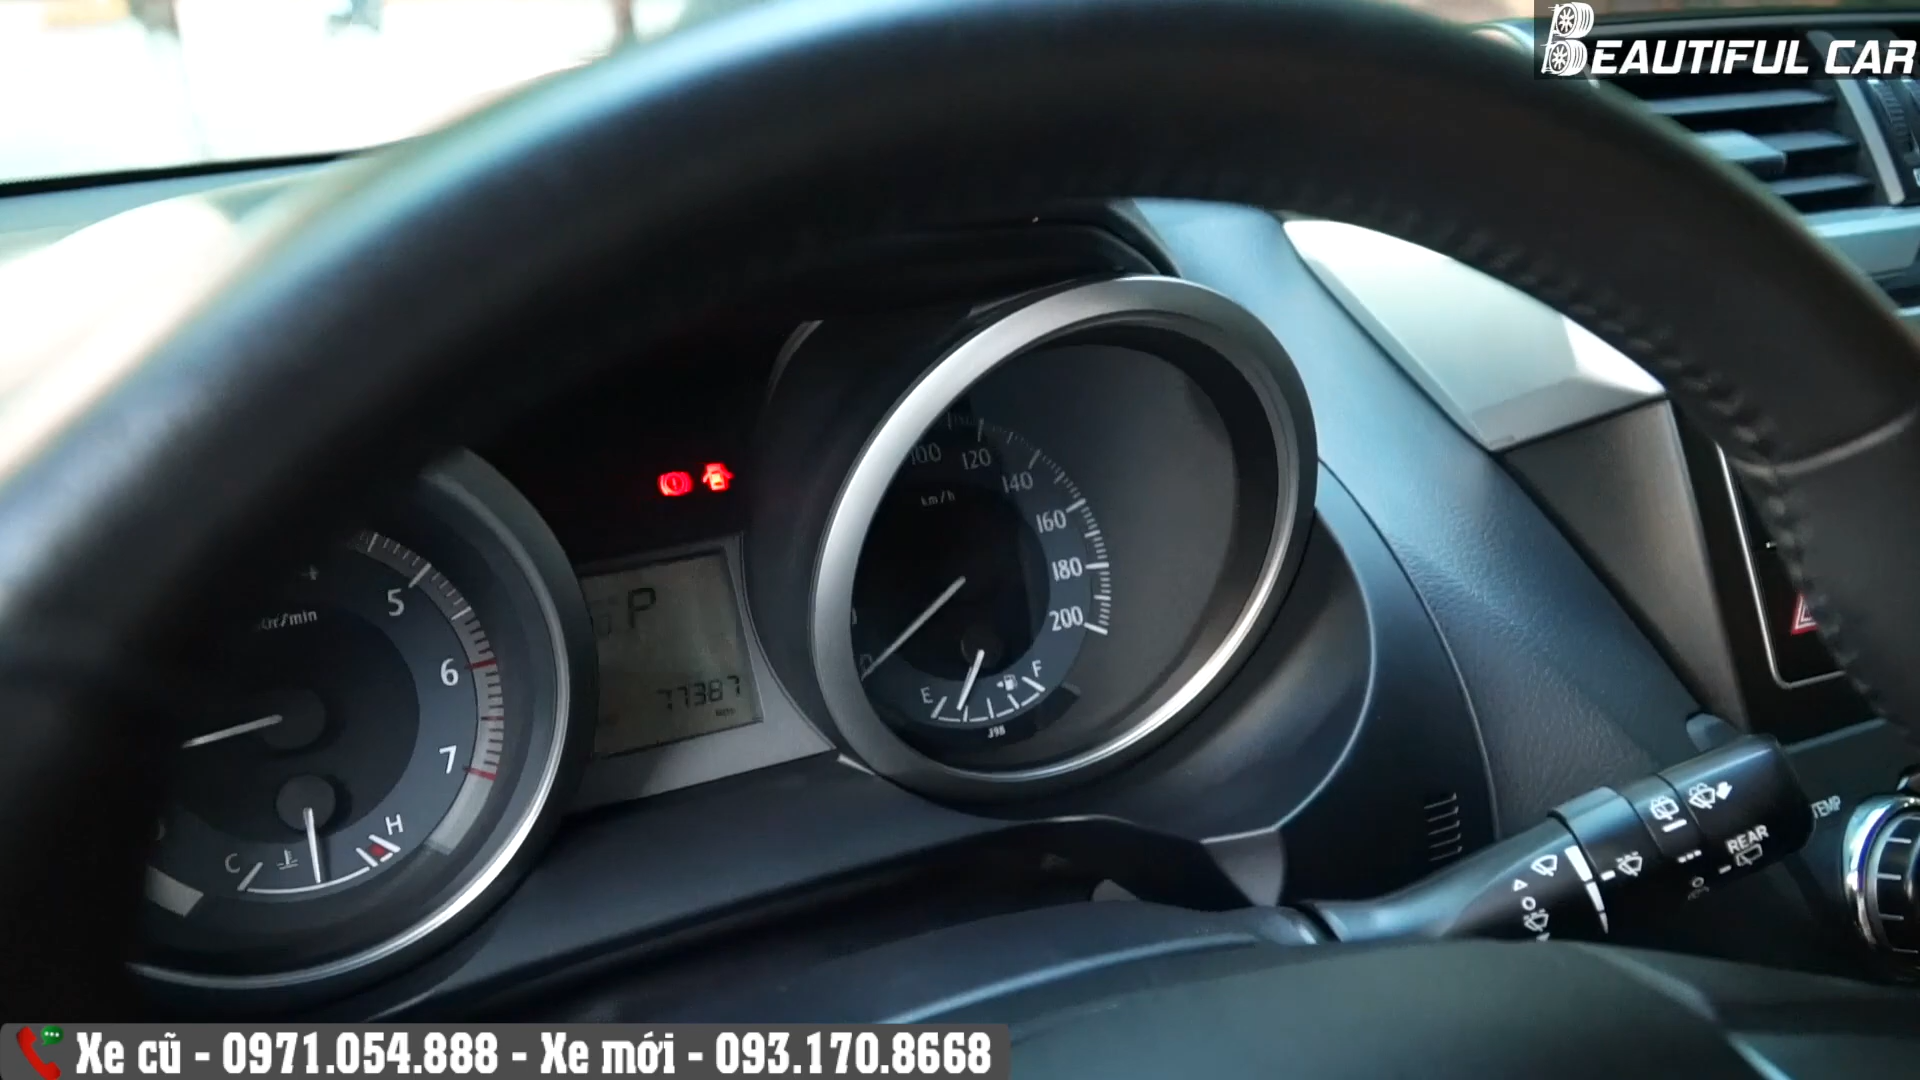 BEAUTIFUL CAR
100
120
140
km/h
160
180
200
5
6
7
P
77387
E
F
J98
C
H
TEMP
REAR
Xe cũ - 0971.054.888 - Xe mới - 093.170.8668